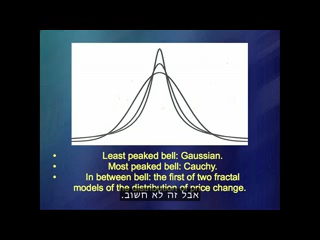 Least peaked bell: Gaussian.
Most peaked bell: Cauchy.
In between bell: the first of two fractal
models of the distribution of price change.
אבל זה לא חשוב.